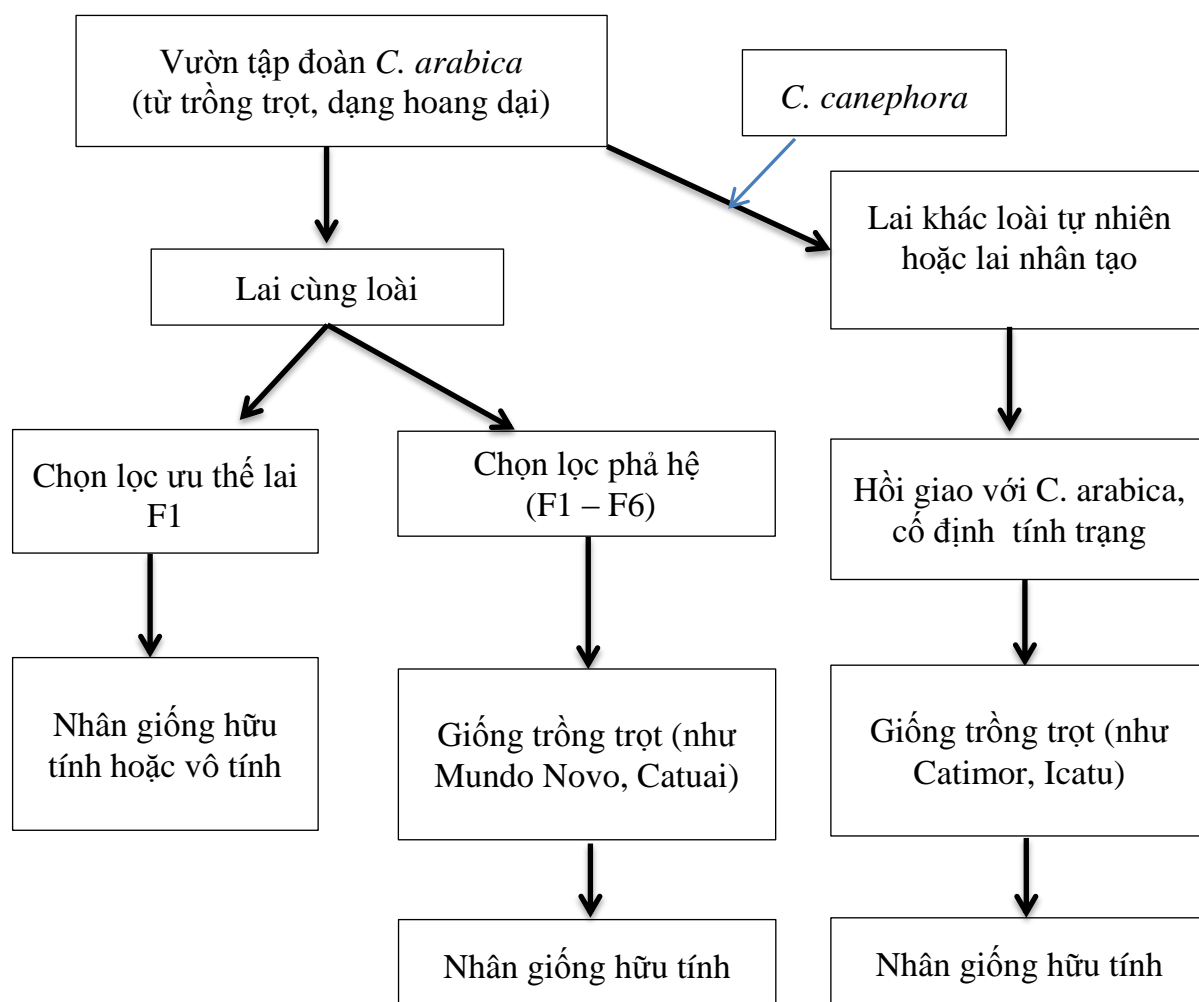 Vườn tập đoàn C. arabica
(từ trồng trọt, dạng hoang dại)
C. canephora
Lai khác loài tự nhiên
hoặc lai nhân tạo
Lai cùng loài
Chọn lọc ưu thế lai
F1
Chọn lọc phả hệ
(F1 – F6)
Hồi giao với C. arabica,
cố định tính trạng
Nhân giống hữu
tính hoặc vô tính
Giống trồng trọt (như
Mundo Novo, Catuai)
Giống trồng trọt (như
Catimor, Icatu)
Nhân giống hữu tính
Nhân giống hữu tính